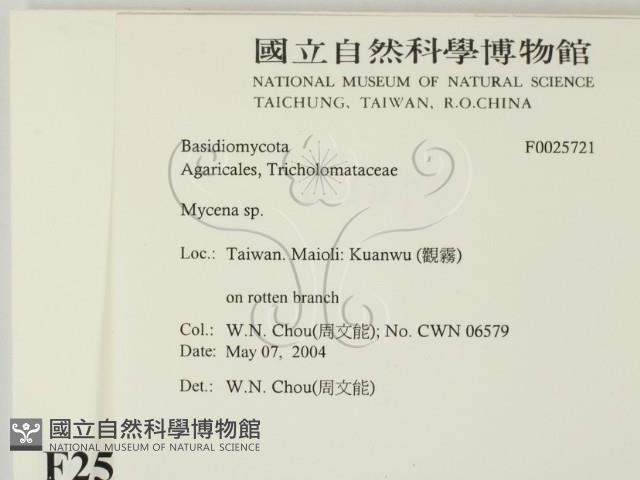 國立自然科學博物館
NATIONAL MUSEUM OF NATURAL SCIENCE
TAICHUNG, TAIWAN, R.O.CHINA
Basidiomycota F0025721
Agaricales, Tricholomataceae
Mycena sp.
Loc.: Taiwan. Maioli: Kuanwu (觀霧)
on rotten branch
Col.: W.N. Chou(周文能); No. CWN 06579
Date: May 07, 2004
Det.: W.N. Chou(周文能)
國立自然科學博物館
NATIONAL MUSEUM OF NATURAL SCIENCE
F25